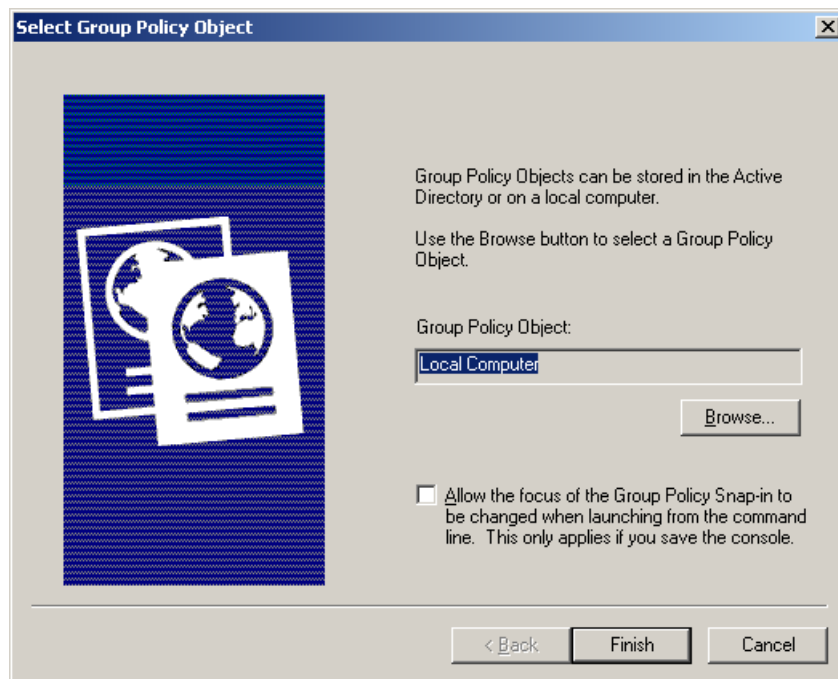 Select Group Policy Object
Group Policy Objects can be stored in the Active
Directory or on a local computer.
Use the Browse button to select a Group Policy
Object.
Group Policy Object:
Local Computer
Browse...
Allow the focus of the Group Policy Snap-in to
be changed when launching from the command
line. This only applies if you save the console.
< Back
Finish
Cancel